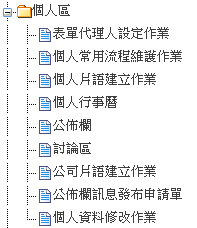 個人區
表單代理人設定作業
個人常用流程維護作業
個人片語建立作業
個人行事曆
公佈欄
討論區
公司片語建立作業
公佈欄訊息發布申請單
個人資料修改作業